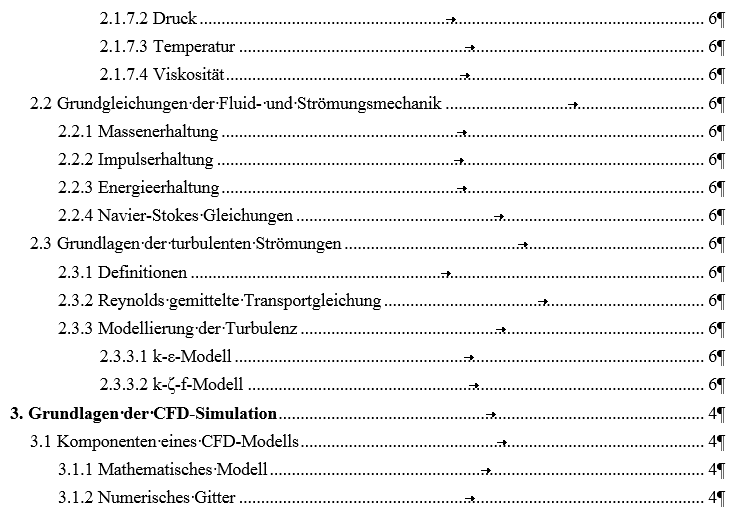 2.1.7.2 Druck 6¶
2.1.7.3 Temperatur 6¶
2.1.7.4 Viskosität 6¶
2.2 Grundgleichungen·der·Fluid-·und·Strömungsmechanik 6¶
2.2.1 Massenerhaltung 6¶
2.2.2 Impulserhaltung 6¶
2.2.3 Energieerhaltung 6¶
2.2.4 Navier-Stokes·Gleichungen 6¶
2.3 Grundlagen·der·turbulenten·Strömungen 6¶
2.3.1 Definitionen 6¶
2.3.2 Reynolds·gemittelte·Transportgleichung 6¶
2.3.3 Modellierung·der·Turbulenz 6¶
2.3.3.1 k-ε-Modell 6¶
2.3.3.2 k-ζ-f-Modell 6¶
3. Grundlagen·der·CFD-Simulation 4¶
3.1 Komponenten·eines·CFD-Modells 4¶
3.1.1 Mathematisches·Modell 4¶
3.1.2 Numerisches·Gitter 4¶